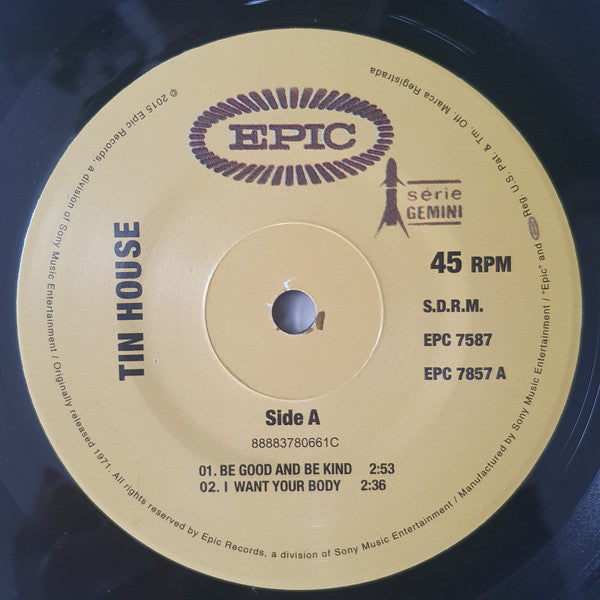 EPIC
série
GEMINI
TIN HOUSE
45 RPM
S.D.R.M.
EPC 7587
EPC 7857 A
Side A
88883780661C
01. BE GOOD AND BE KIND 2:53
02. I WANT YOUR BODY 2:36
℗ 2015 Epic Records, a division of Sony Music Entertainment / Originally released 1971. All rights reserved by Epic Records, a division of Sony Music Entertainment / Manufactured by Sony Music Entertainment / "Epic" and EPIC Reg. U.S. Pat. & Tm. Off. Marca Registrada